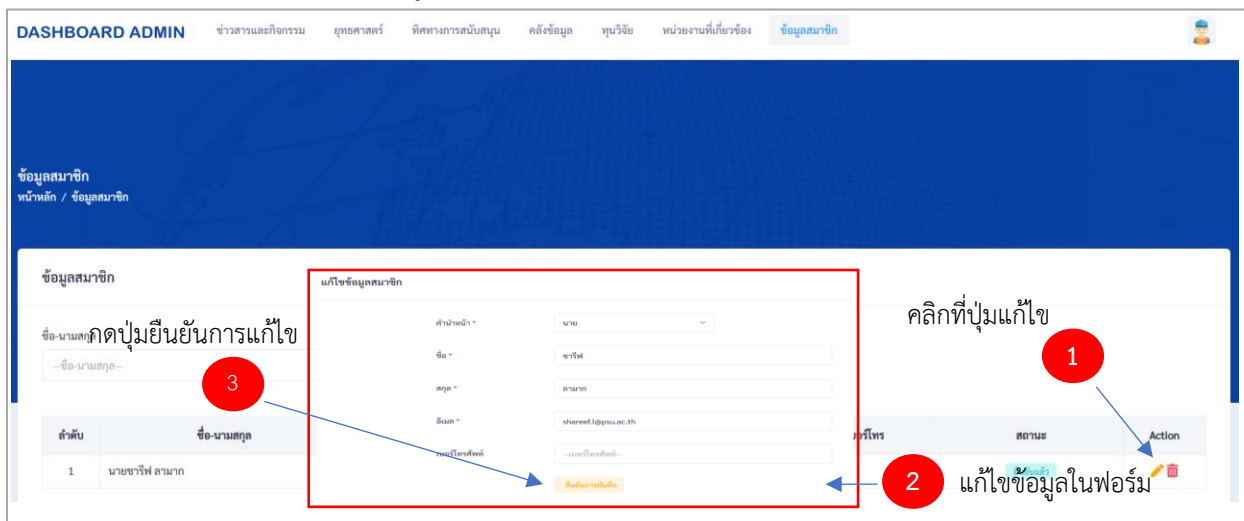 DASHBOARD ADMIN ข่าวสารและกิจกรรม ยุทธศาสตร์ ทิศทางการสนับสนุน คลังข้อมูล ทุนวิจัย หน่วยงานที่เกี่ยวข้อง ข้อมูลสมาชิก
ข้อมูลสมาชิก
หน้าหลัก / ข้อมูลสมาชิก
ข้อมูลสมาชิก
แก้ไขข้อมูลสมาชิก
คลิกที่ปุ่มแก้ไข
1
ชื่อ-นามสกุล
กดปุ่มยืนยันการแก้ไข
3
--ชื่อ-นามสกุล--
คำนำหน้า * นาย
ชื่อ * ชารีฟ
สกุล * ลามาก
อีเมล * shareef.l@psu.ac.th
เบอร์โทรศัพท์ --เบอร์โทรศัพท์--
ยืนยันการบันทึก
ลำดับ ชื่อ-นามสกุล สถานะ Action
1 นายชารีฟ ลามาก
2 แก้ไขข้อมูลในฟอร์ม